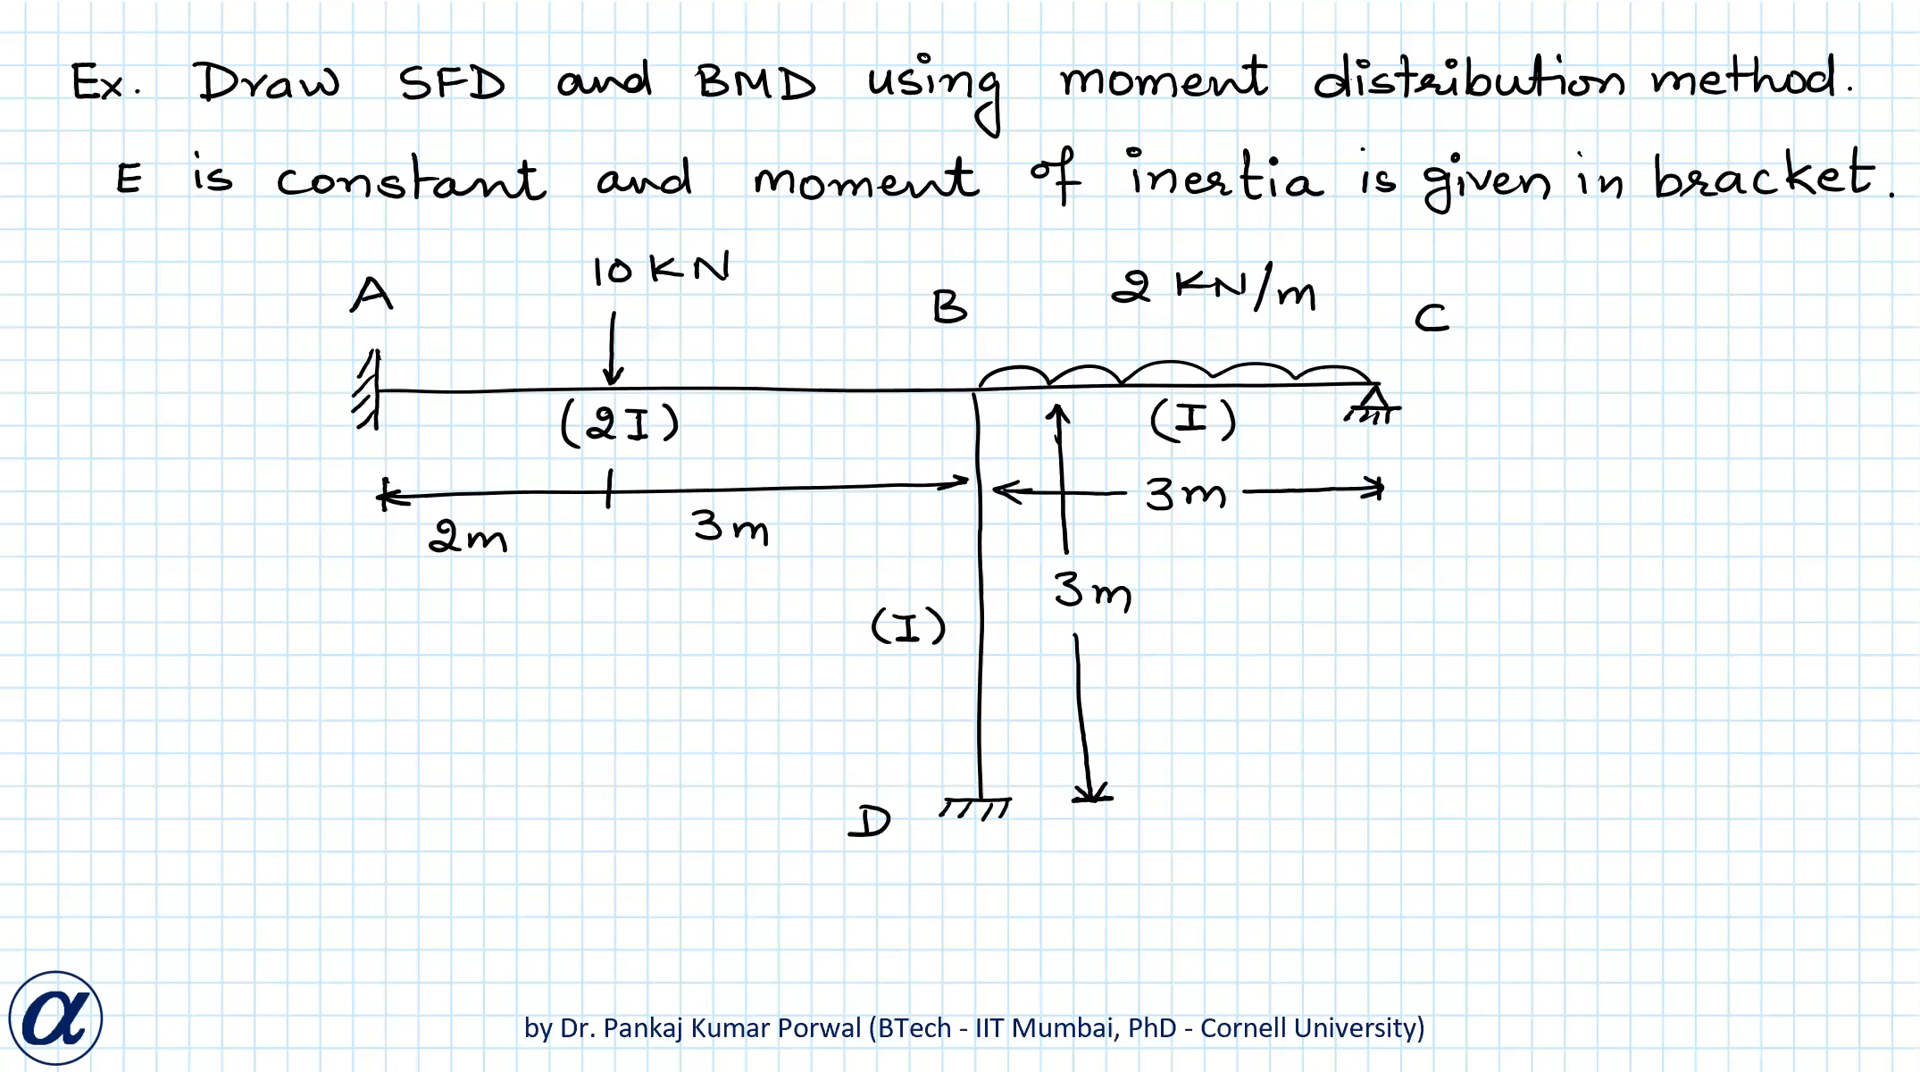 Ex. Draw SFD and BMD using moment distribution method.
E is constant and moment of inertia is given in bracket.
A
10 KN
B
2 KN/m
C
(2I)
(I)
2m
3m
3m
3m
(I)
D
α
by Dr. Pankaj Kumar Porwal (BTech - IIT Mumbai, PhD - Cornell University)